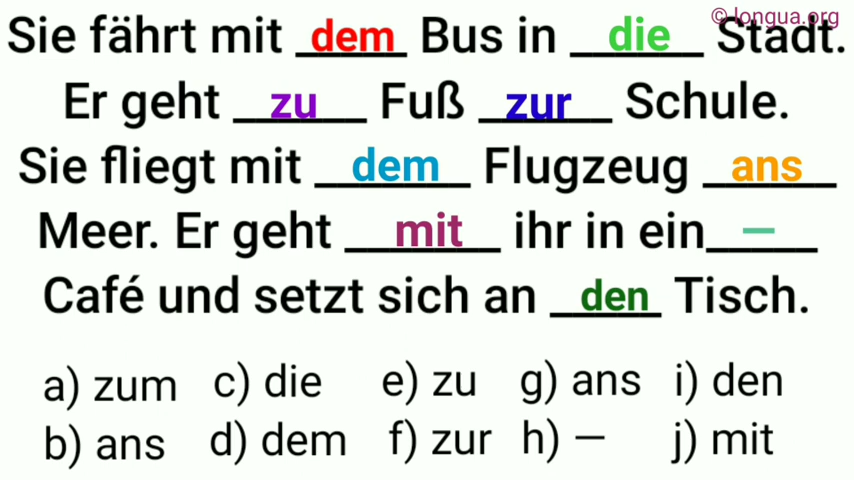 © longua.org
Sie fährt mit dem Bus in die Stadt.
Er geht zu Fuß zur Schule.
Sie fliegt mit dem Flugzeug ans
Meer. Er geht mit ihr in ein—
Café und setzt sich an den Tisch.
a) zum c) die e) zu g) ans i) den
b) ans d) dem f) zur h) — j) mit